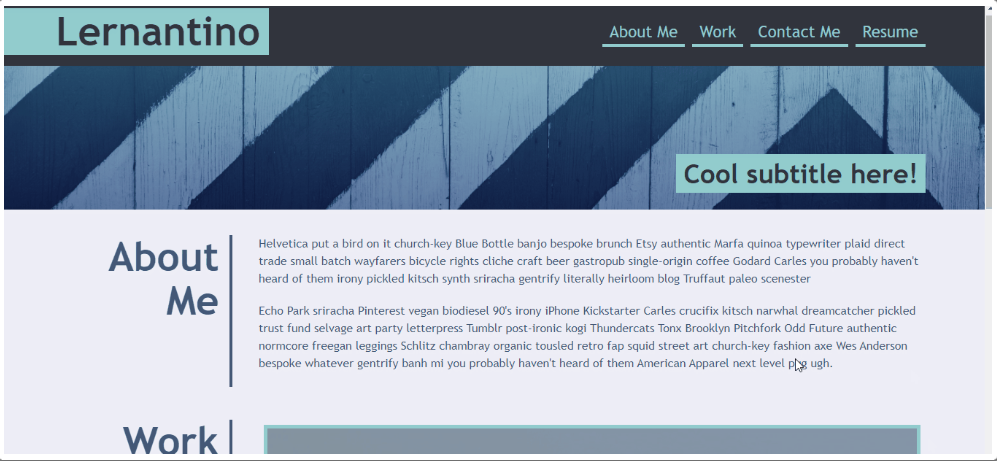 Lernantino
About Me Work Contact Me Resume
Cool subtitle here!
About
Me
Helvetica put a bird on it church-key Blue Bottle banjo bespoke brunch Etsy authentic Marfa quinoa typewriter plaid direct
trade small batch wayfarers bicycle rights cliche craft beer gastropub single-origin coffee Godard Carles you probably haven't
heard of them irony pickled kitsch synth sriracha gentrify literally heirloom blog Truffaut paleo scenester
Echo Park sriracha Pinterest vegan biodiesel 90's irony iPhone Kickstarter Carles crucifix kitsch narwhal dreamcatcher pickled
trust fund selvage art party letterpress Tumblr post-ironic kogi Thundercats Tonx Brooklyn Pitchfork Odd Future authentic
normcore freegan leggings Schlitz chambray organic tousled retro fap squid street art church-key fashion axe Wes Anderson
bespoke whatever gentrify banh mi you probably haven't heard of them American Apparel next level ugh.
Work